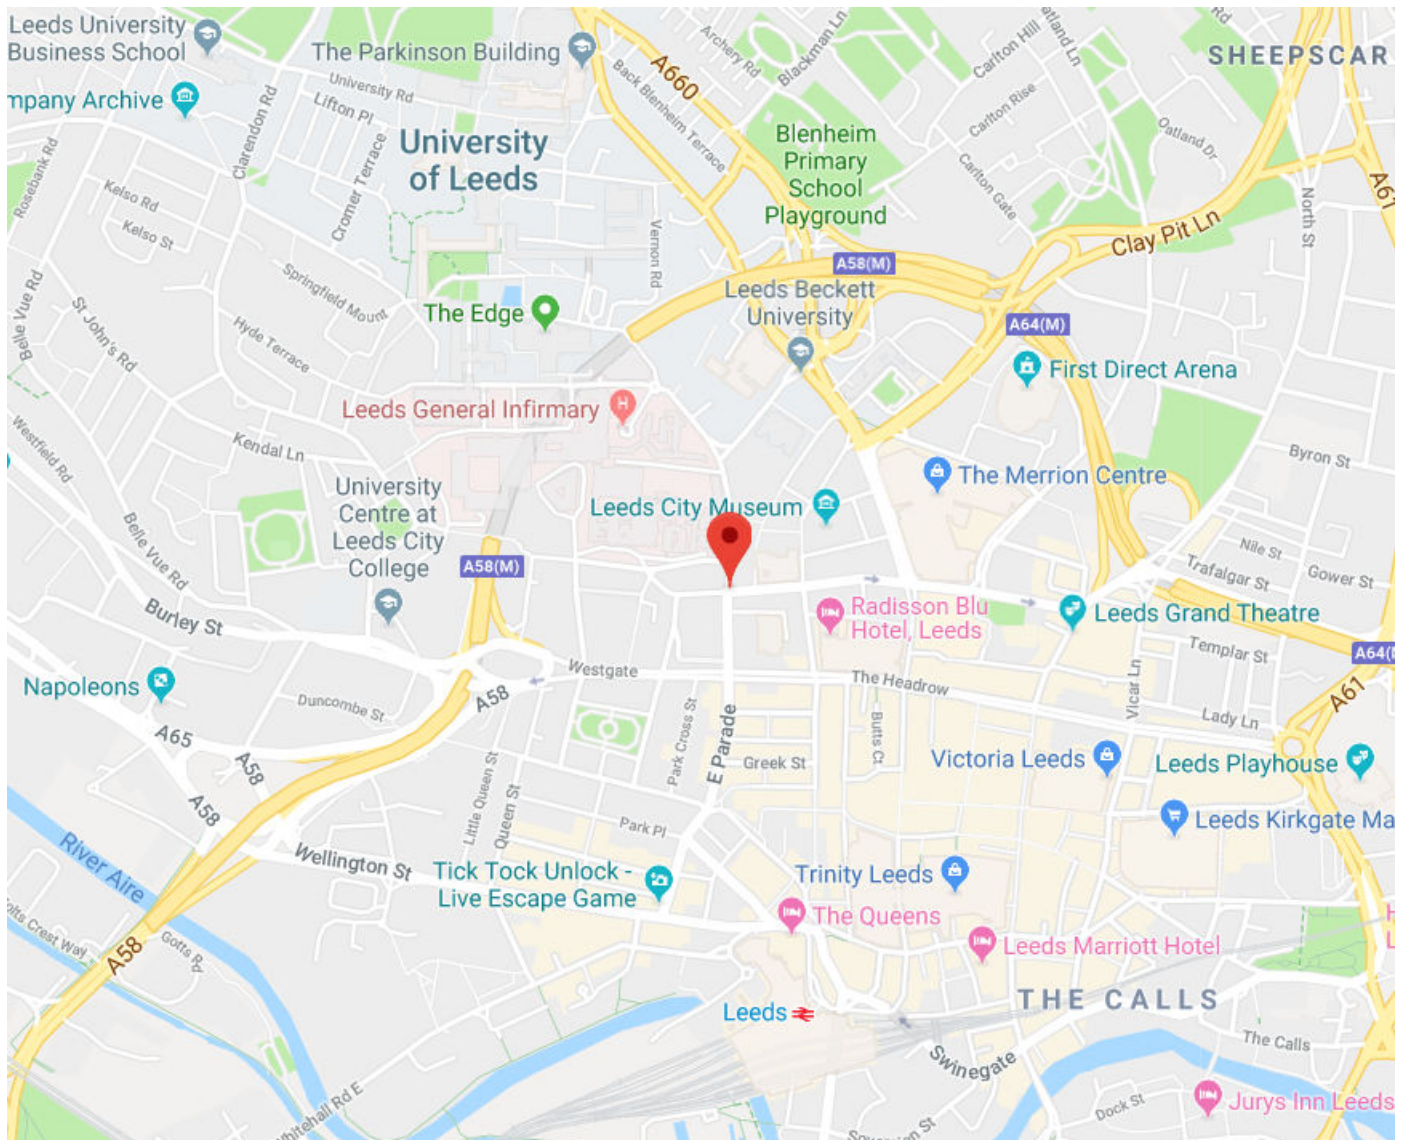 Leeds University
Business School
The Parkinson Building
A660
Archery Rd
Blackman Ln
Carlton Hill
Rd
SHEEPSCAR
mpany Archive
University Rd
Lifton Pl
Clarendon Rd
Cromer Terrace
Back Blenheim Terrace
Carlton Rise
Oatland Dr
Rosebank Rd
University
of Leeds
Blenheim
Primary
School
Playground
Carlton Gate
A61
Kelso Rd
Kelso St
Vernon Rd
North St
Clay Pit Ln
Springfield Mount
A58(M)
Belle Vue Rd
St John's Rd
The Edge
Leeds Beckett
University
A64(M)
Hyde Terrace
First Direct Arena
Leeds General Infirmary
Westfield Rd
Kendal Ln
Byron St
The Merrion Centre
University
Centre at
Leeds City
College
Leeds City Museum
Belle Vue Rd
A58(M)
Nile St
Gower St
Trafalgar St
Burley St
Radisson Blu
Hotel, Leeds
Leeds Grand Theatre
Templar St
A64(
Westgate
The Headrow
Vicar Ln
Napoleons
Duncombe St
A58
A61
Lady Ln
A65
A58
Park Cross St
E Parade
Butts Ct
Greek St
Victoria Leeds
Leeds Playhouse
A58
Little Queen St
Queen St
Park Pl
Leeds Kirkgate Ma
River Aire
Wellington St
Tick Tock Unlock -
Live Escape Game
Trinity Leeds
The Queens
H
L
olts Crest Way
A58
Gotts Rd
Leeds Marriott Hotel
THE CALLS
Leeds
Swinegate
The Calls
Whitehall Rd E
Dock St
Jurys Inn Leeds